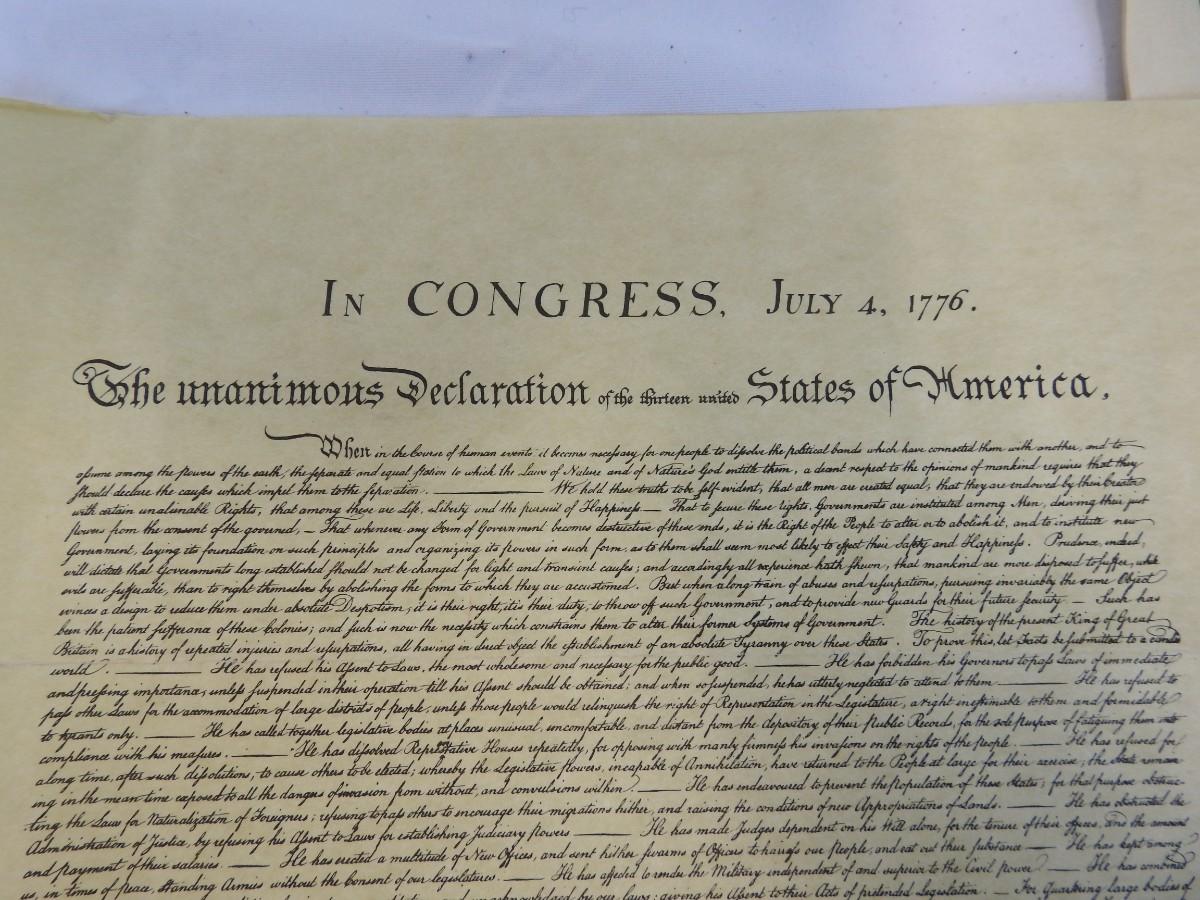 IN CONGRESS, JULY 4, 1776.
The unanimous Declaration of the thirteen united States of America,
When in the Course of human events, it becomes necessary for one people to dissolve the political bands which have connected them with another, and to
assume among the powers of the earth, the separate and equal station to which the Laws of Nature and of Nature's God entitle them, a decent respect to the opinions of mankind requires that they
should declare the causes which impel them to the separation. — We hold these truths to be self-evident, that all men are created equal, that they are endowed by their Creator
with certain unalienable Rights, that among these are Life, Liberty and the pursuit of Happiness — That to secure these rights, Governments are instituted among Men, deriving their just
powers from the consent of the governed, — That whenever any Form of Government becomes destructive of these ends, it is the Right of the People to alter or to abolish it, and to institute new
Government, laying its foundation on such principles and organizing its powers in such form, as to them shall seem most likely to effect their Safety and Happiness. Prudence, indeed,
will dictate that Governments long established should not be changed for light and transient causes; and accordingly all experience hath shewn, that mankind are more disposed to suffer, while
evils are sufferable, than to right themselves by abolishing the forms to which they are accustomed. But when a long train of abuses and usurpations, pursuing invariably the same Object
evinces a design to reduce them under absolute Despotism, it is their right, it is their duty, to throw off such Government, and to provide new Guards for their future security. — Such has
been the patient sufferance of these Colonies; and such is now the necessity which constrains them to alter their former Systems of Government. The history of the present King of Great
Britain is a history of repeated injuries and usurpations, all having in direct object the establishment of an absolute Tyranny over these States. To prove this, let Facts be submitted to a candid
world. — He has refused his Assent to Laws, the most wholesome and necessary for the public good. — He has forbidden his Governors to pass Laws of immediate
and pressing importance, unless suspended in their operation till his Assent should be obtained; and when so suspended, he has utterly neglected to attend to them. — He has refused to
pass other Laws for the accommodation of large districts of people, unless those people would relinquish the right of Representation in the Legislature, a right inestimable to them and formidable
to tyrants only. — He has called together legislative bodies at places unusual, uncomfortable, and distant from the depository of their Public Records, for the sole purpose of fatiguing them into
compliance with his measures. — He has dissolved Representative Houses repeatedly, for opposing with manly firmness his invasions on the rights of the people. — He has refused for
a long time, after such dissolutions, to cause others to be elected; whereby the Legislative powers, incapable of Annihilation, have returned to the People at large for their exercise; the State remain
ing in the mean time exposed to all the dangers of invasion from without, and convulsions within. — He has endeavoured to prevent the population of these States; for that purpose obstruc-
ting the Laws for Naturalization of Foreigners; refusing to pass others to encourage their migrations hither, and raising the conditions of new Appropriations of Lands. — He has obstructed the
Administration of Justice, by refusing his Assent to Laws for establishing Judiciary powers — He has made Judges dependent on his Will alone, for the tenure of their offices, and the amount
and payment of their salaries. — He has erected a multitude of New Offices, and sent hither swarms of Officers to harrass our people, and eat out their substance — He has kept among
us, in times of peace, Standing Armies without the Consent of our legislatures. — He has affected to render the Military independent of and superior to the Civil power — He has combined
unacknowledged by our laws; giving his Assent to their Acts of pretended Legislation. — For Quartering large bodies of